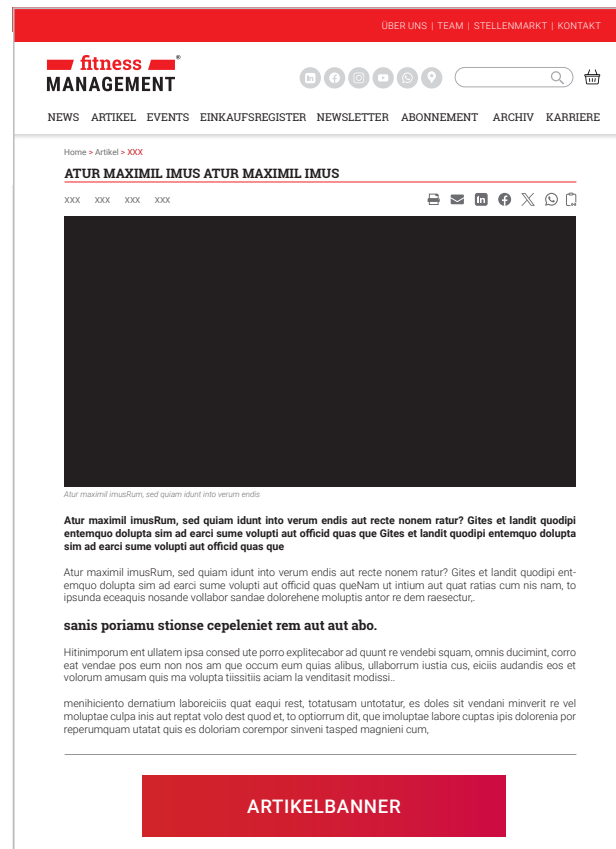 ÜBER UNS | TEAM | STELLENMARKT | KONTAKT
fitness®
MANAGEMENT
NEWS ARTIKEL EVENTS EINKAUFSREGISTER NEWSLETTER ABONNEMENT ARCHIV KARRIERE
Home > Artikel > XXX
ATUR MAXIMIL IMUS ATUR MAXIMIL IMUS
XXX XXX XXX XXX
Atur maximil imusRum, sed quiam idunt into verum endis
Atur maximil imusRum, sed quiam idunt into verum endis aut recte nonem ratur? Gites et landit quodipi
entemquo dolupta sim ad earci sume volupti aut officid quas que Gites et landit quodipi entemquo dolupta
sim ad earci sume volupti aut officid quas que
Atur maximil imusRum, sed quiam idunt into verum endis aut recte nonem ratur? Gites et landit quodipi ent-
emquo dolupta sim ad earci sume volupti aut officid quas queNam ut intium aut quat ratias cum nis nam, to
ipsunda eceaquis nosande vollabor sandae dolorehene moluptis antor re dem raesectur,.
sanis poriamu stionse cepeleniet rem aut aut abo.
Hitinimporum ent ullatem ipsa consed ute porro explitecabor ad quunt re vendebi squam, omnis ducimint, corro
eat vendae pos eum non nos am que occum eum quias alibus, ullaborrum iustia cus, eiciis audandis eos et
volorum amusam quis ma volupta tiissitiis aciam la venditasit modissi..
menihiciento dematium laboreiciis quat eaqui rest, totatusam untotatur, es doles sit vendani minverit re vel
moluptae culpa inis aut reptat volo dest quod et, to optiorrum dit, que imoluptae labore cuptas ipis dolorenia por
reperumquam utatat quis es doloriam corempor sinveni tasped magnieni cum,
ARTIKELBANNER